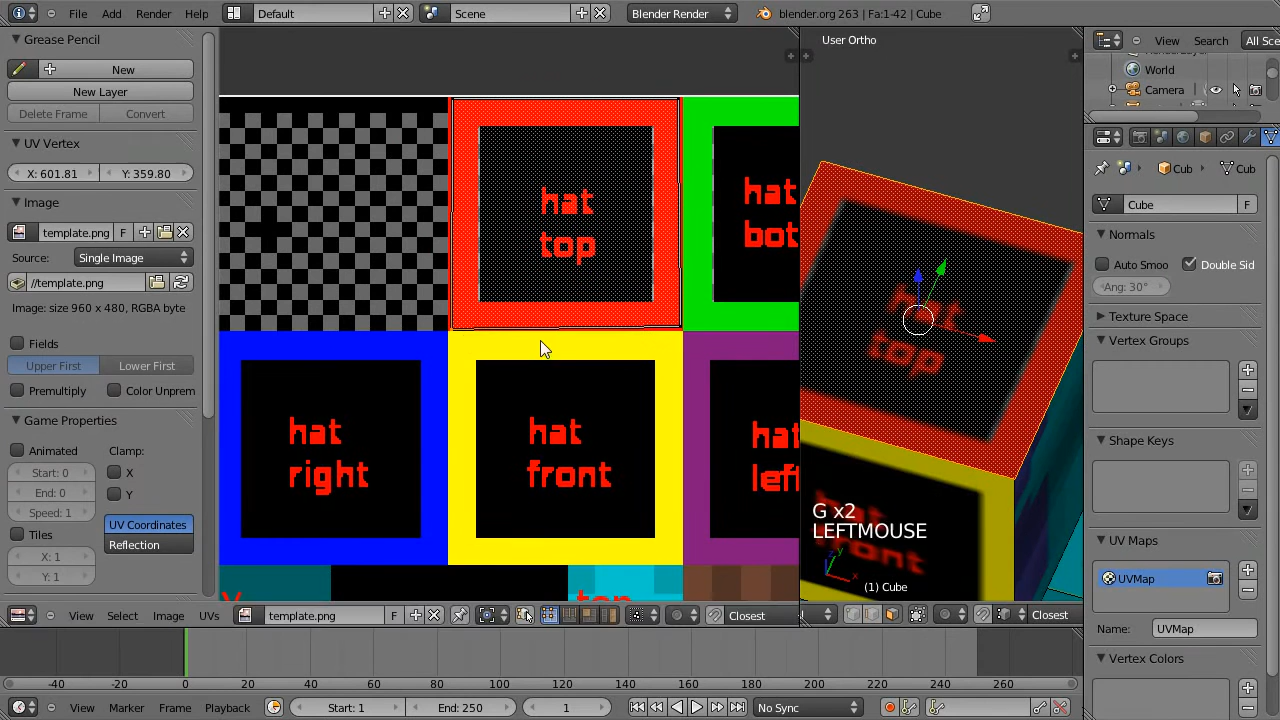 File Add Render Help Default Scene Blender Render blender.org 263 | Fa:1-42 | Cube
Grease Pencil
New
New Layer
Delete Frame Convert
UV Vertex
X: 601.81 Y: 359.80
Image
template.png F
Source: Single Image
//template.png
Image: size 960 x 480, RGBA byte
Fields
Upper First Lower First
Premultiply Color Unprem
Game Properties
Animated Clamp:
Start: 0 X
End: 0 Y
Speed: 1
Tiles UV Coordinates
X: 1 Reflection
Y: 1
hat
top
hat
bot
hat
right
hat
front
hat
left
top
View Select Image UVs template.png F Closest
User Ortho
hat
top
hat
front
G x2
LEFTMOUSE
(1) Cube
Closest
View Search All Sce
World
Camera
Cub Cub
Cube F
Normals
Auto Smoo Double Sid
Ang: 30°
Texture Space
Vertex Groups
Shape Keys
UV Maps
UVMap
Name: UVMap
Vertex Colors
-40 -20 0 20 40 60 80 100 120 140 160 180 200 220 240 260 280
View Marker Frame Playback Start: 1 End: 250 1 No Sync